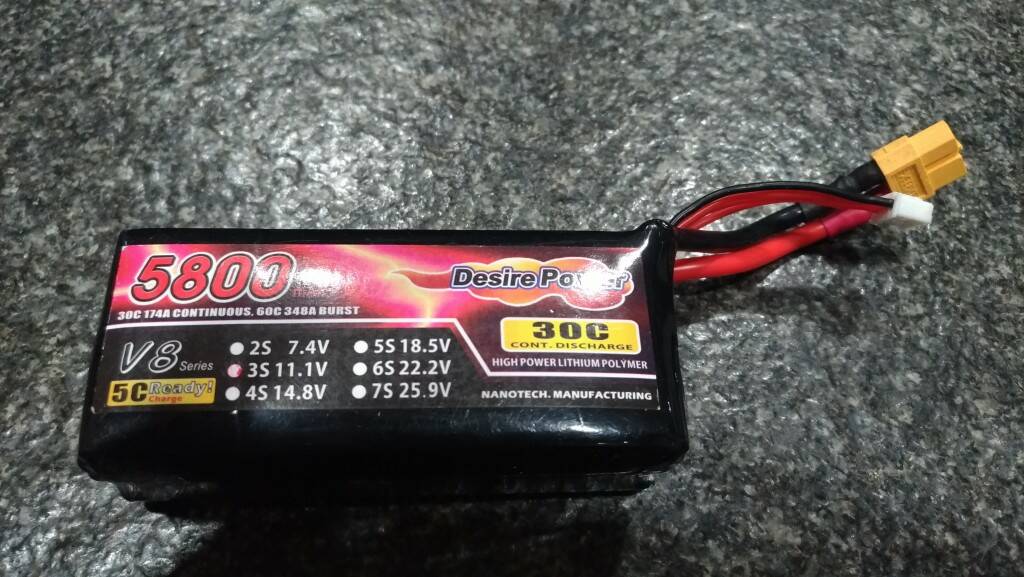 5800
Desire Power
30C 174A CONTINUOUS. 60C 348A BURST
30C
CONT. DISCHARGE
HIGH POWER LITHIUM POLYMER
V8 Series
2S 7.4V
5S 18.5V
3S 11.1V
6S 22.2V
4S 14.8V
7S 25.9V
5C Ready!
Charge
NANOTECH. MANUFACTURING